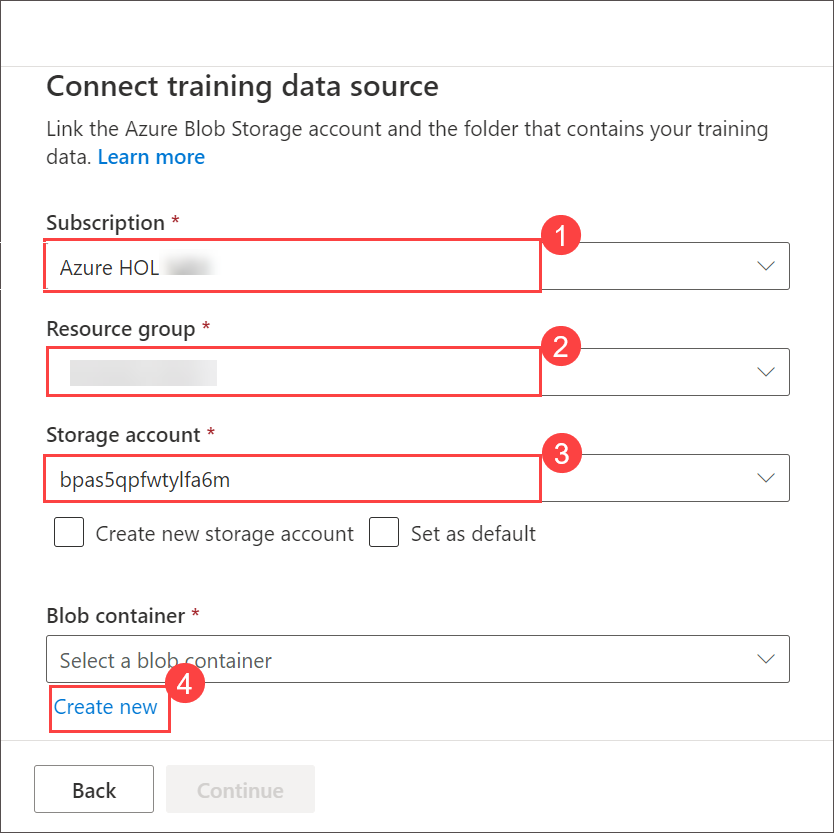 Connect training data source
Link the Azure Blob Storage account and the folder that contains your training
data. Learn more
Subscription *
1
Azure HOL
Resource group *
2
Storage account *
3
bpas5qpfwtylfa6m
Create new storage account Set as default
Blob container *
Select a blob container
4
Create new
Back Continue